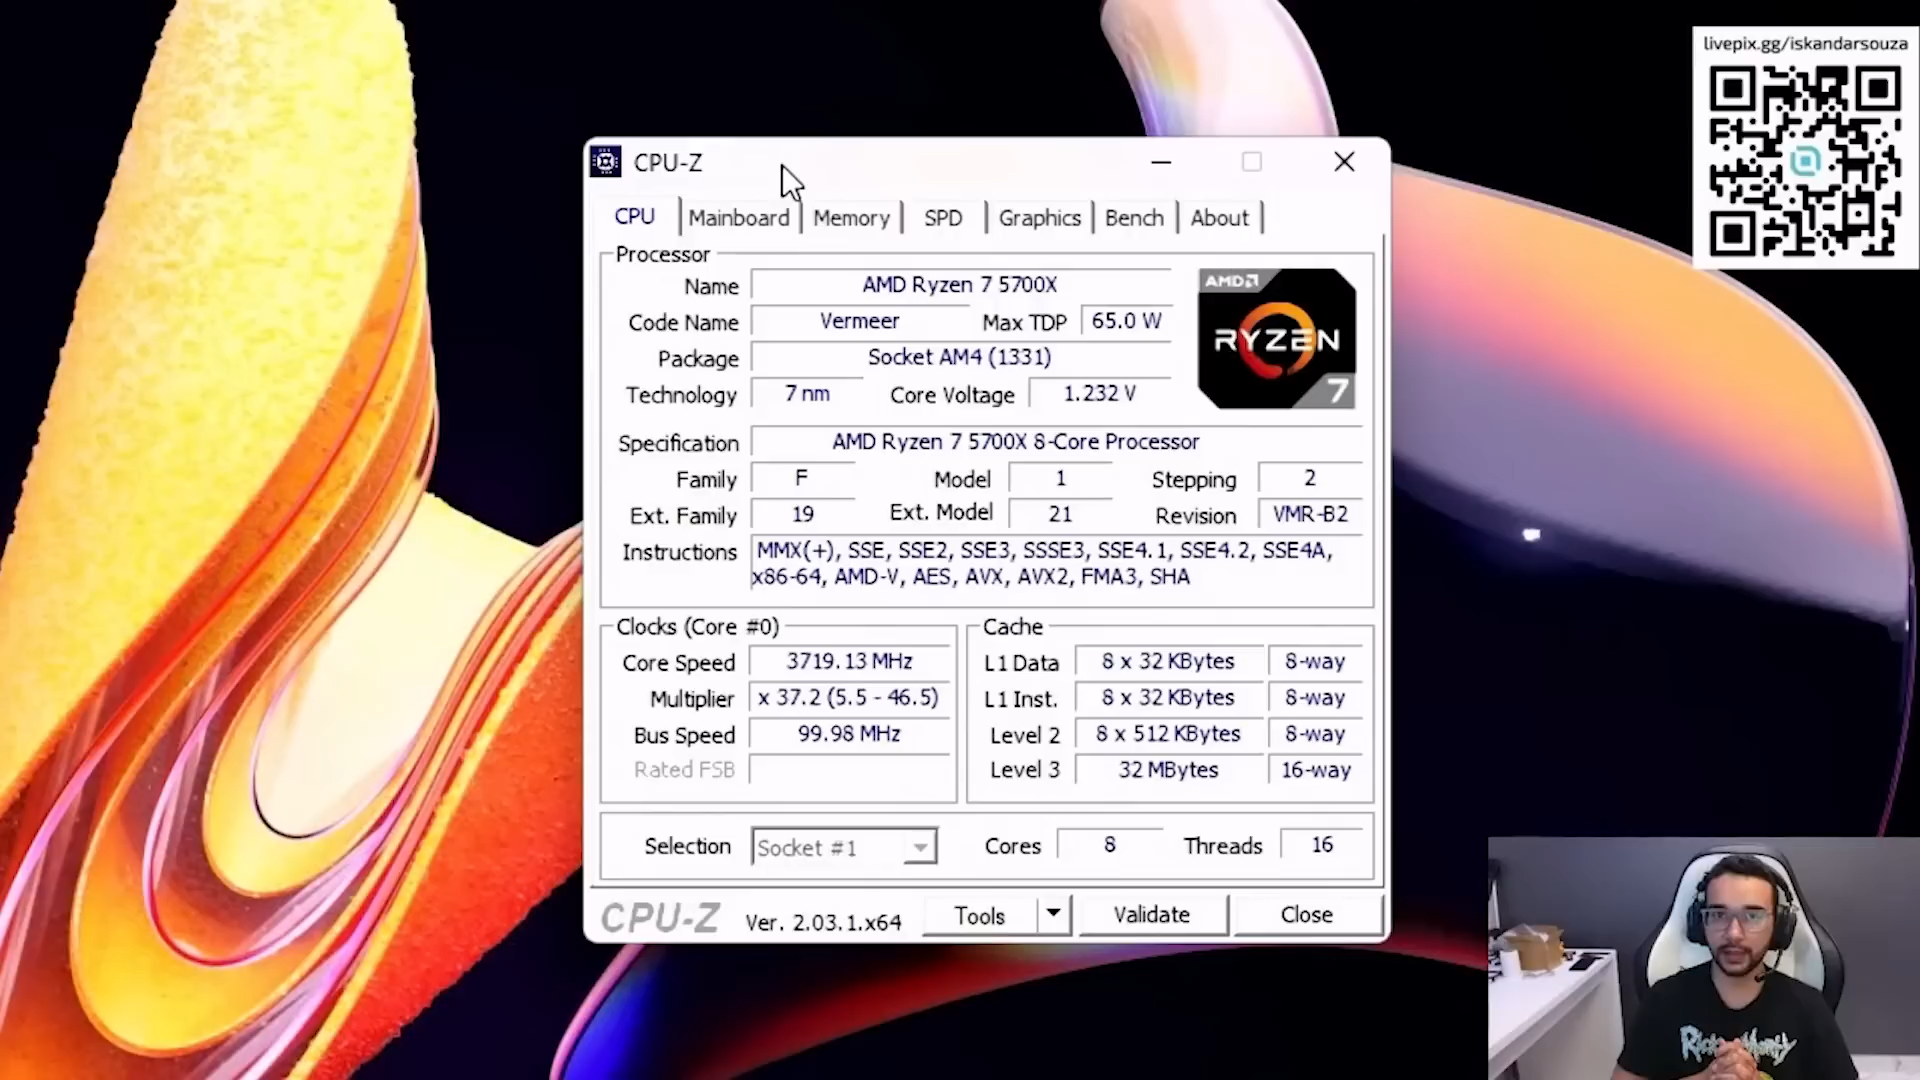 livepix.gg/iskandarsouza
CPU-Z
CPU Mainboard Memory SPD Graphics Bench About
Processor
Name AMD Ryzen 7 5700X
Code Name Vermeer Max TDP 65.0 W
Package Socket AM4 (1331)
Technology 7 nm Core Voltage 1.232 V
AMD
RYZEN
7
Specification AMD Ryzen 7 5700X 8-Core Processor
Family F Model 1 Stepping 2
Ext. Family 19 Ext. Model 21 Revision VMR-B2
Instructions MMX(+), SSE, SSE2, SSE3, SSSE3, SSE4.1, SSE4.2, SSE4A,
x86-64, AMD-V, AES, AVX, AVX2, FMA3, SHA
Clocks (Core #0)
Core Speed 3719.13 MHz
Multiplier x 37.2 (5.5 - 46.5)
Bus Speed 99.98 MHz
Rated FSB
Cache
L1 Data 8 x 32 KBytes 8-way
L1 Inst. 8 x 32 KBytes 8-way
Level 2 8 x 512 KBytes 8-way
Level 3 32 MBytes 16-way
Selection Socket #1 Cores 8 Threads 16
CPU-Z Ver. 2.03.1.x64 Tools Validate Close